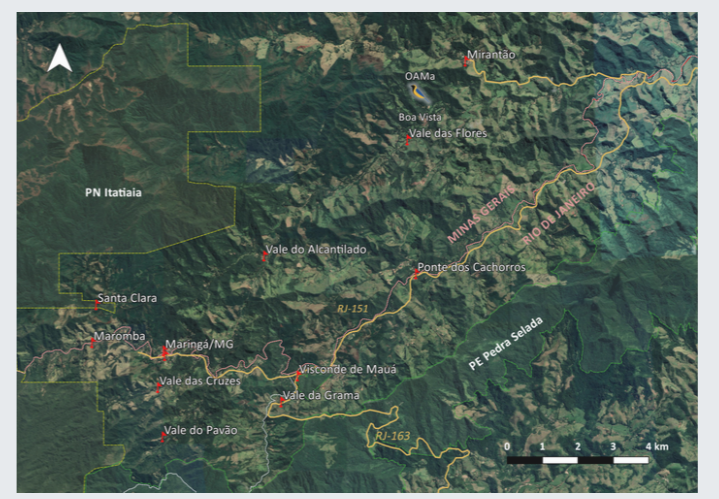 Mirantão
OAMa
Boa Vista
Vale das Flores
PN Itatiaia
MINAS GERAIS
RIO DE JANEIRO
Vale do Alcantilado
Ponte dos Cachorros
Santa Clara
RJ-151
Maromba
Maringá/MG
PE Pedra Selada
Visconde de Mauá
Vale das Cruzes
Vale da Grama
Vale do Pavão
RJ-163
0 1 2 3 4 km